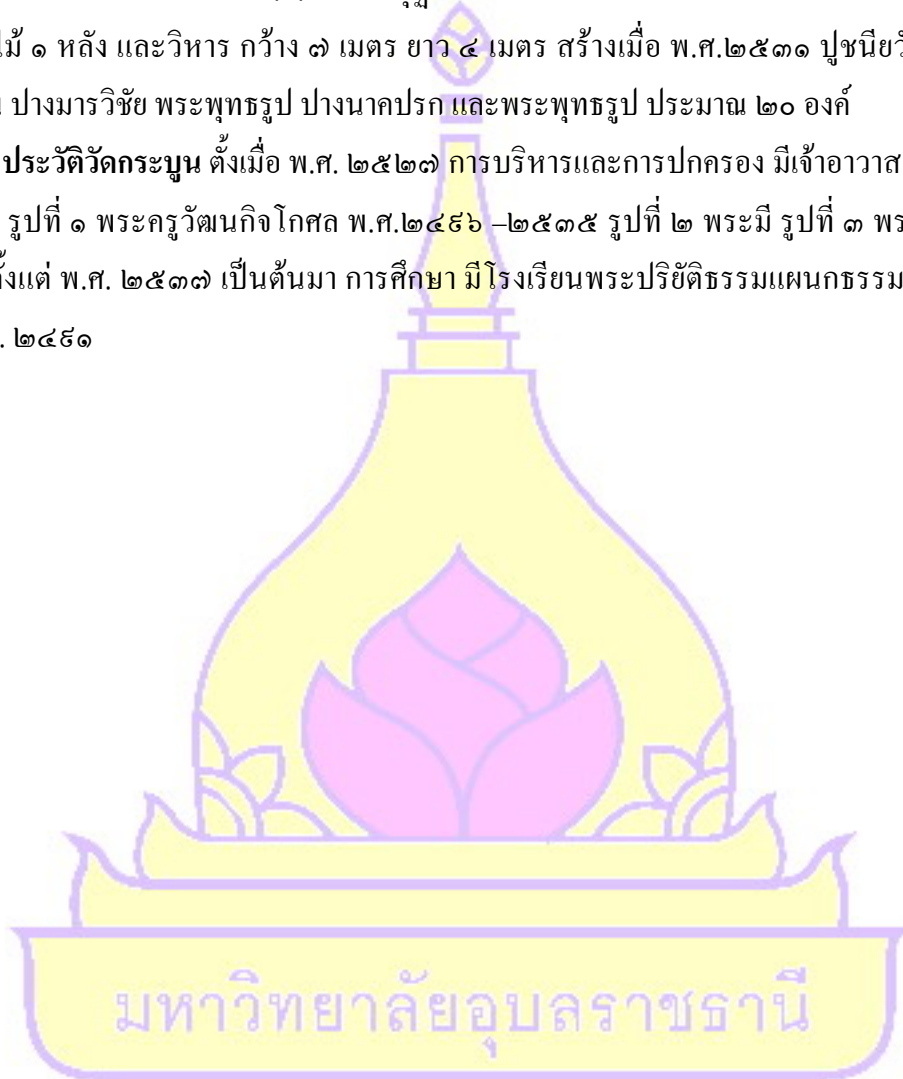 ไม้ ๑ หลัง และวิหาร กว้าง ๗ เมตร ยาว ๔ เมตร สร้างเมื่อ พ.ศ.๒๕๓๑ ปูชนียว
ปางมารวิชัย พระพุทธรูป ปางนาคปรก และพระพุทธรูป ประมาณ ๒๐ องค์
ประวัติวัดกระบูน ตั้งเมื่อ พ.ศ. ๒๕๒๗ การบริหารและการปกครอง มีเจ้าอาวาส
รูปที่ ๑ พระครูวัฒนกิจโกศล พ.ศ.๒๔๙๖ –๒๕๓๕ รูปที่ ๒ พระมี รูปที่ ๓ พร
ตั้งแต่ พ.ศ. ๒๕๓๗ เป็นต้นมา การศึกษา มีโรงเรียนพระปริยัติธรรมแผนกธรรม
. ๒๔๙๑
มหาวิทยาลัยอุบลราชธานี